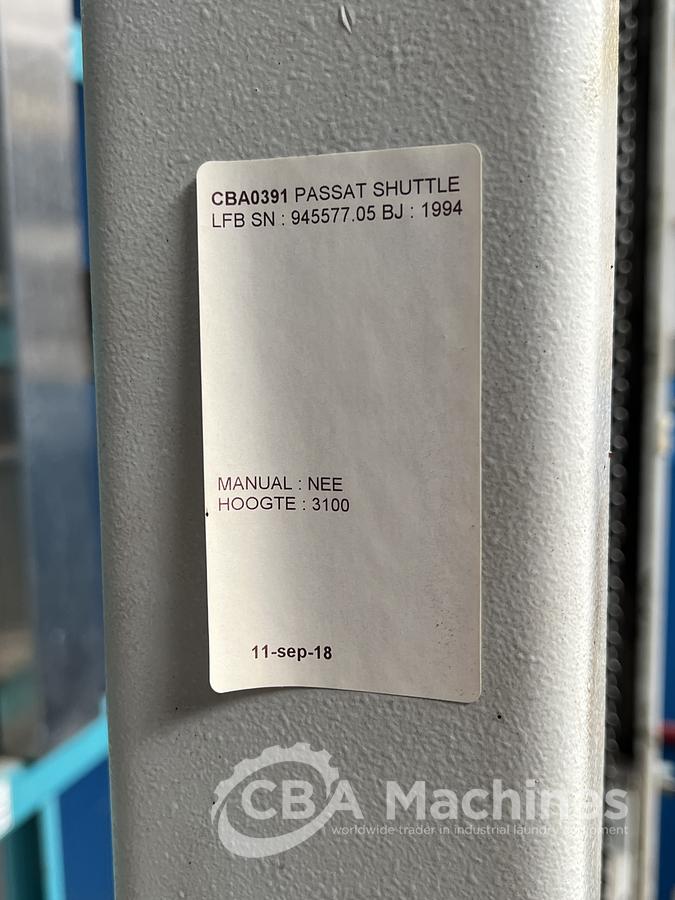 CBA0391 PASSAT SHUTTLE
LFB SN : 945577.05 BJ : 1994
MANUAL : NEE
HOOGTE : 3100
11-sep-18
CBA Machines
worldwide trader in industrial laundry equipment